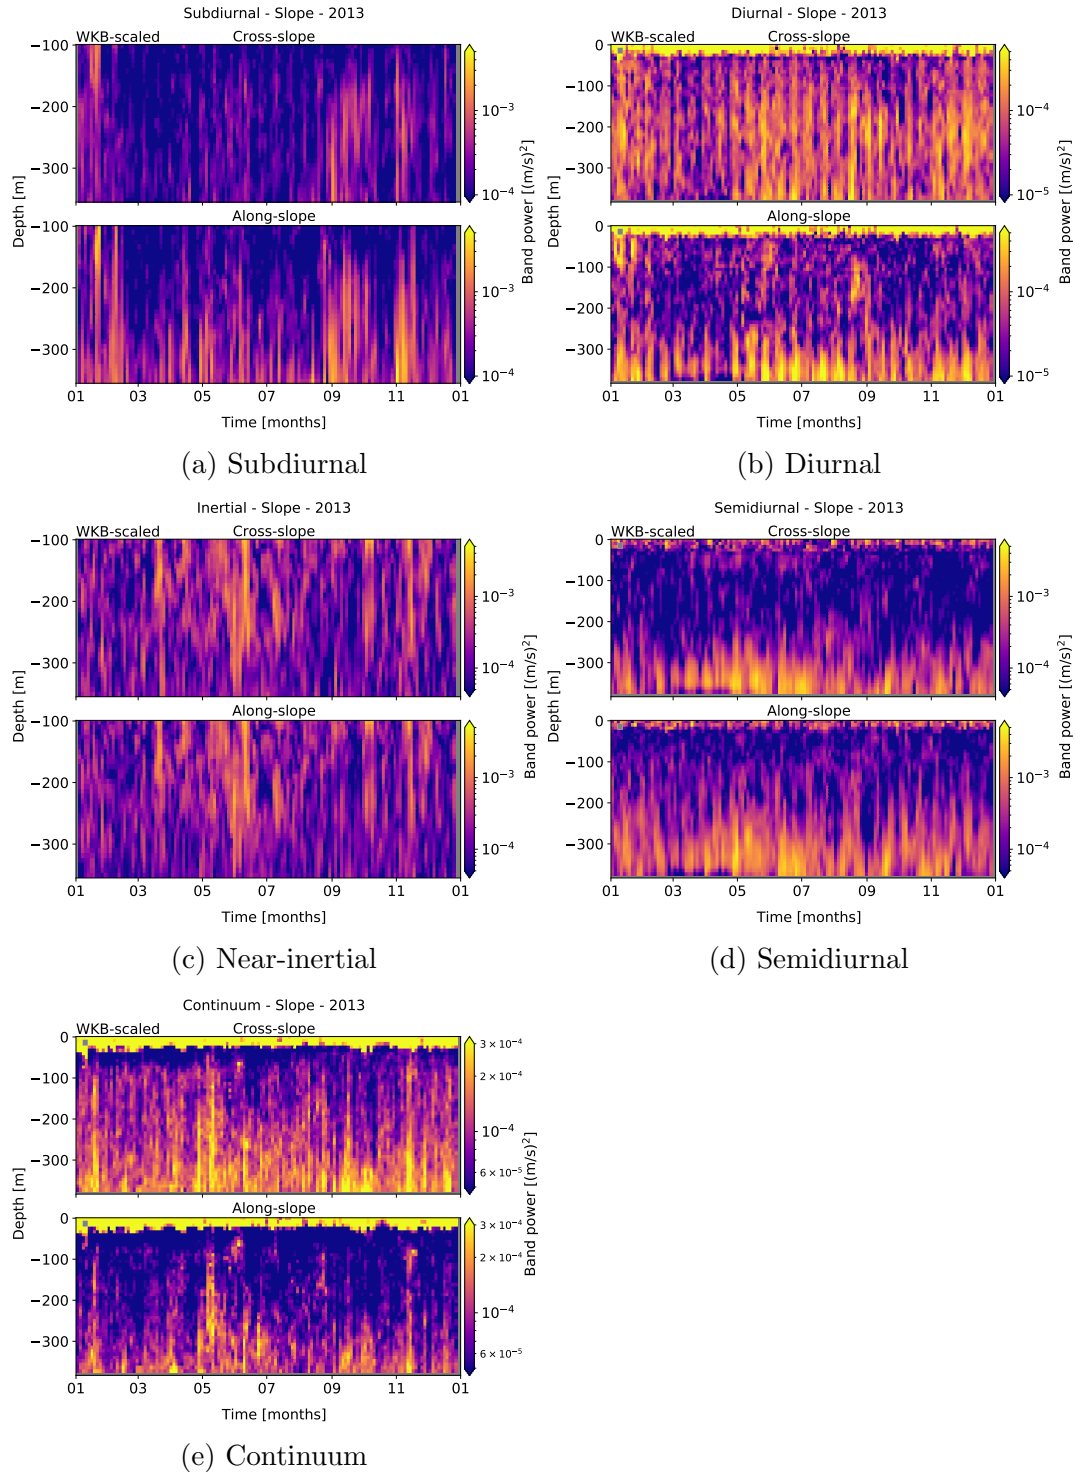 Subdiurnal - Slope - 2013
WKB-scaled Cross-slope
−100
−200
−300
10⁻³
10⁻⁴
Along-slope
−100
−200
−300
10⁻³
10⁻⁴
Depth [m]
Band power [(m/s)²]
01 03 05 07 09 11 01
Time [months]
(a) Subdiurnal
Diurnal - Slope - 2013
WKB-scaled Cross-slope
0
−100
−200
−300
10⁻⁴
10⁻⁵
Along-slope
0
−100
−200
−300
10⁻⁴
10⁻⁵
Depth [m]
Band power [(m/s)²]
01 03 05 07 09 11 01
Time [months]
(b) Diurnal
Inertial - Slope - 2013
WKB-scaled Cross-slope
−100
−200
−300
10⁻³
10⁻⁴
Along-slope
−100
−200
−300
10⁻³
10⁻⁴
Depth [m]
Band power [(m/s)²]
01 03 05 07 09 11 01
Time [months]
(c) Near-inertial
Semidiurnal - Slope - 2013
WKB-scaled Cross-slope
0
−100
−200
−300
10⁻³
10⁻⁴
Along-slope
0
−100
−200
−300
10⁻³
10⁻⁴
Depth [m]
Band power [(m/s)²]
01 03 05 07 09 11 01
Time [months]
(d) Semidiurnal
Continuum - Slope - 2013
WKB-scaled Cross-slope
0
−100
−200
−300
3 × 10⁻⁴
2 × 10⁻⁴
10⁻⁴
6 × 10⁻⁵
Along-slope
0
−100
−200
−300
3 × 10⁻⁴
2 × 10⁻⁴
10⁻⁴
6 × 10⁻⁵
Depth [m]
Band power [(m/s)²]
01 03 05 07 09 11 01
Time [months]
(e) Continuum